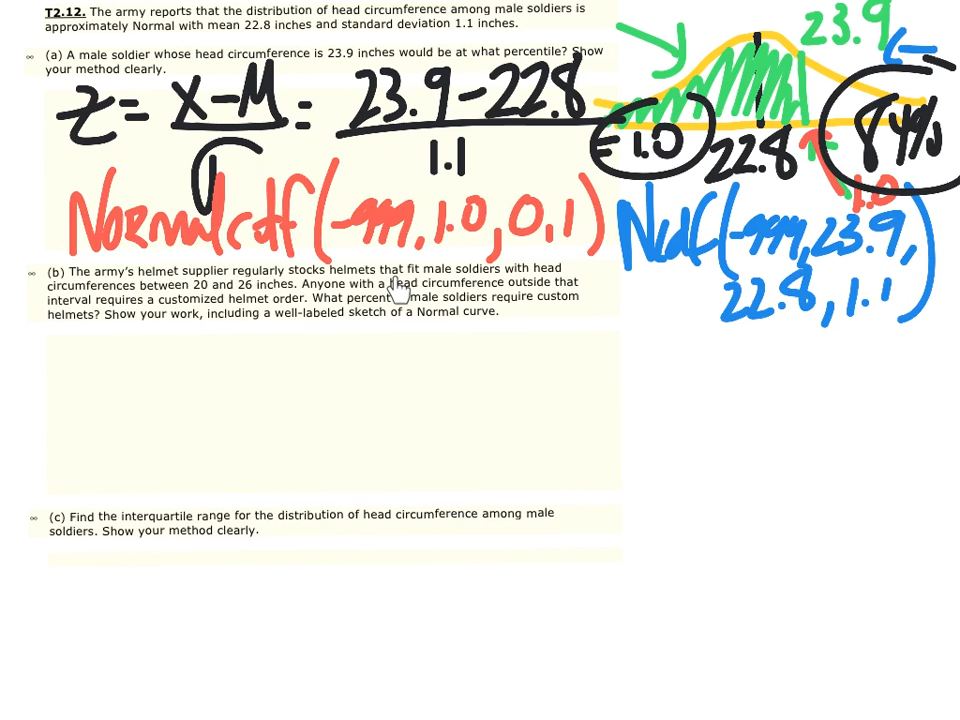 T2.12. The army reports that the distribution of head circumference among male soldiers is
approximately Normal with mean 22.8 inches and standard deviation 1.1 inches.
(a) A male soldier whose head circumference is 23.9 inches would be at what percentile? Show
your method clearly.
23.9
z = x-M = 23.9-22.8 = 1.0
σ 1.1
22.8
84%
1.0
Normalcdf(-999, 1.0, 0, 1)
Ncdf(-999, 23.9,
22.8, 1.1)
(b) The army's helmet supplier regularly stocks helmets that fit male soldiers with head
circumferences between 20 and 26 inches. Anyone with a head circumference outside that
interval requires a customized helmet order. What percent male soldiers require custom
helmets? Show your work, including a well-labeled sketch of a Normal curve.
(c) Find the interquartile range for the distribution of head circumference among male
soldiers. Show your method clearly.